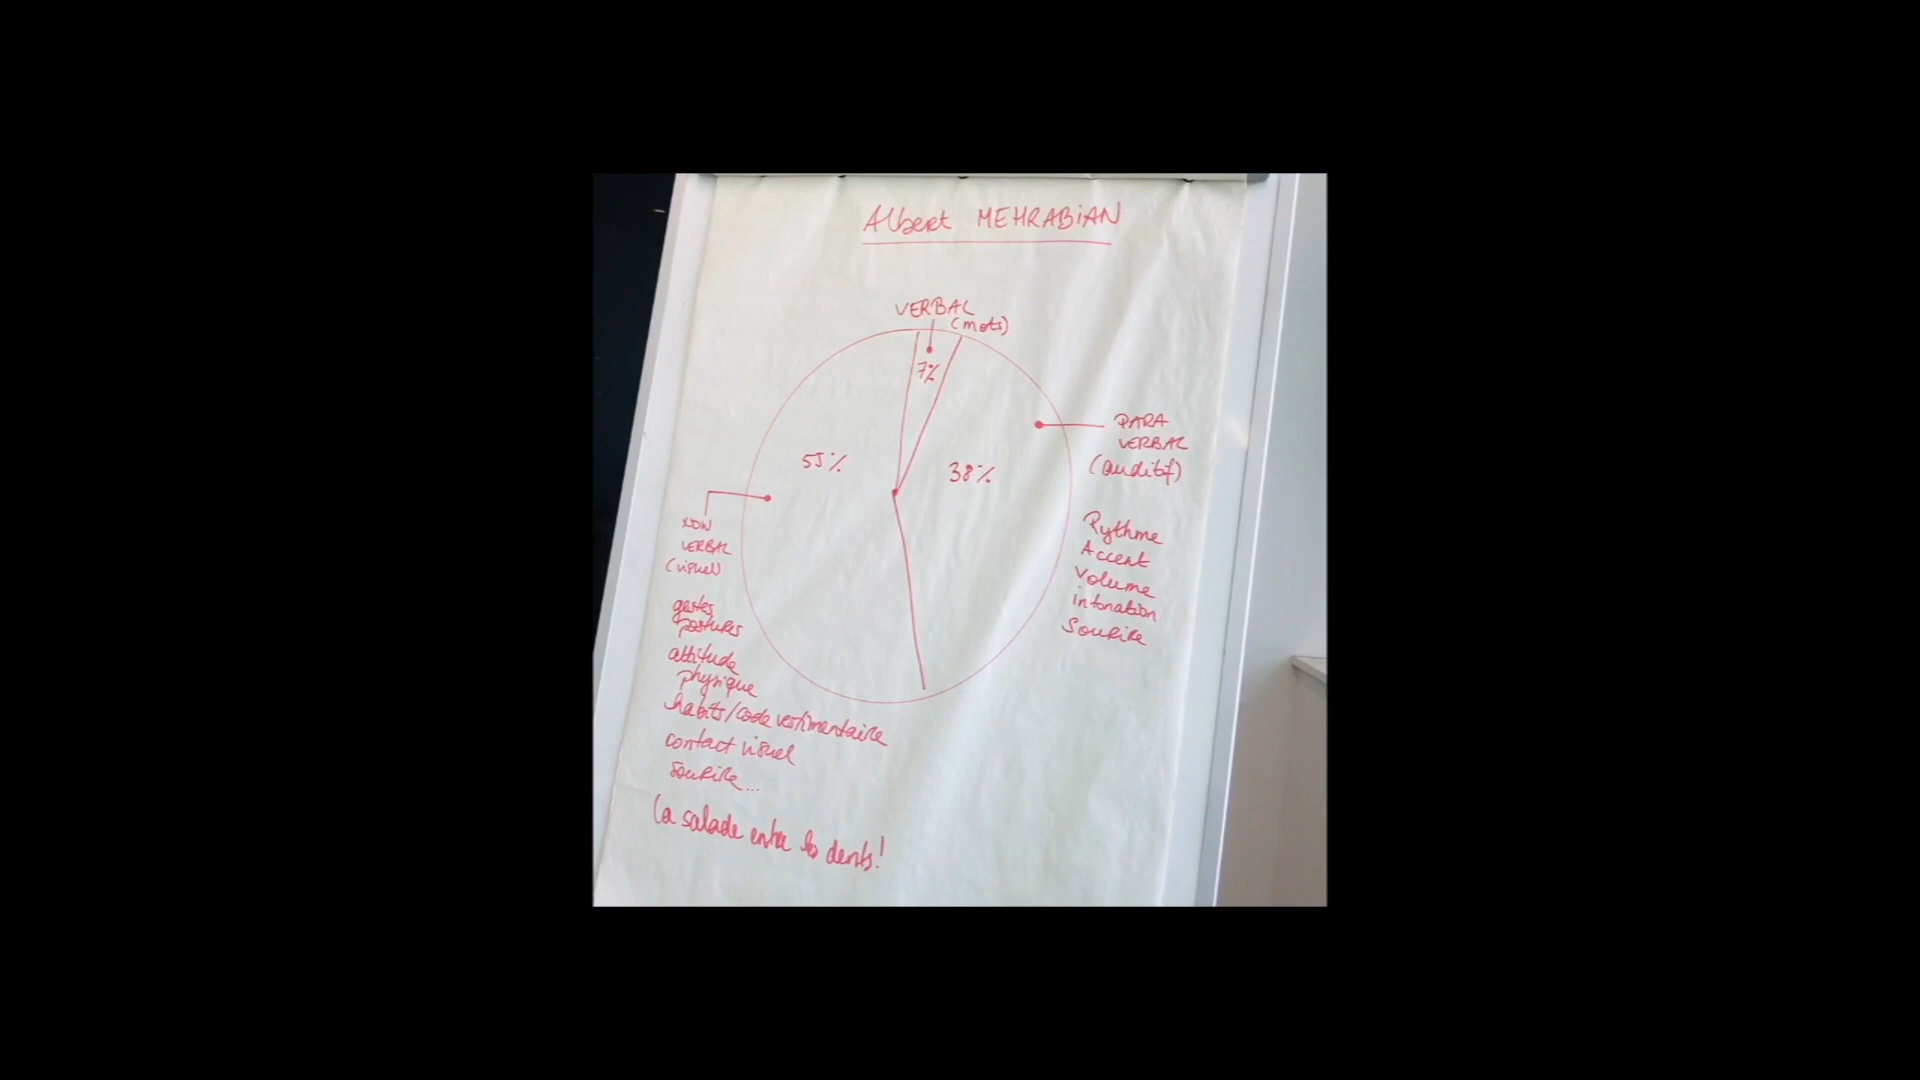 Albert MEHRABIAN
VERBAL
(mots)
7%
55%
38%
PARA
VERBAL
(auditif)
Rythme
Accent
Volume
intonation
Sourire
NON
VERBAL
(visuel)
gestes
postures
attitude
physique
habits/code vestimentaire
contact visuel
Sourire...
La salade entre les dents!